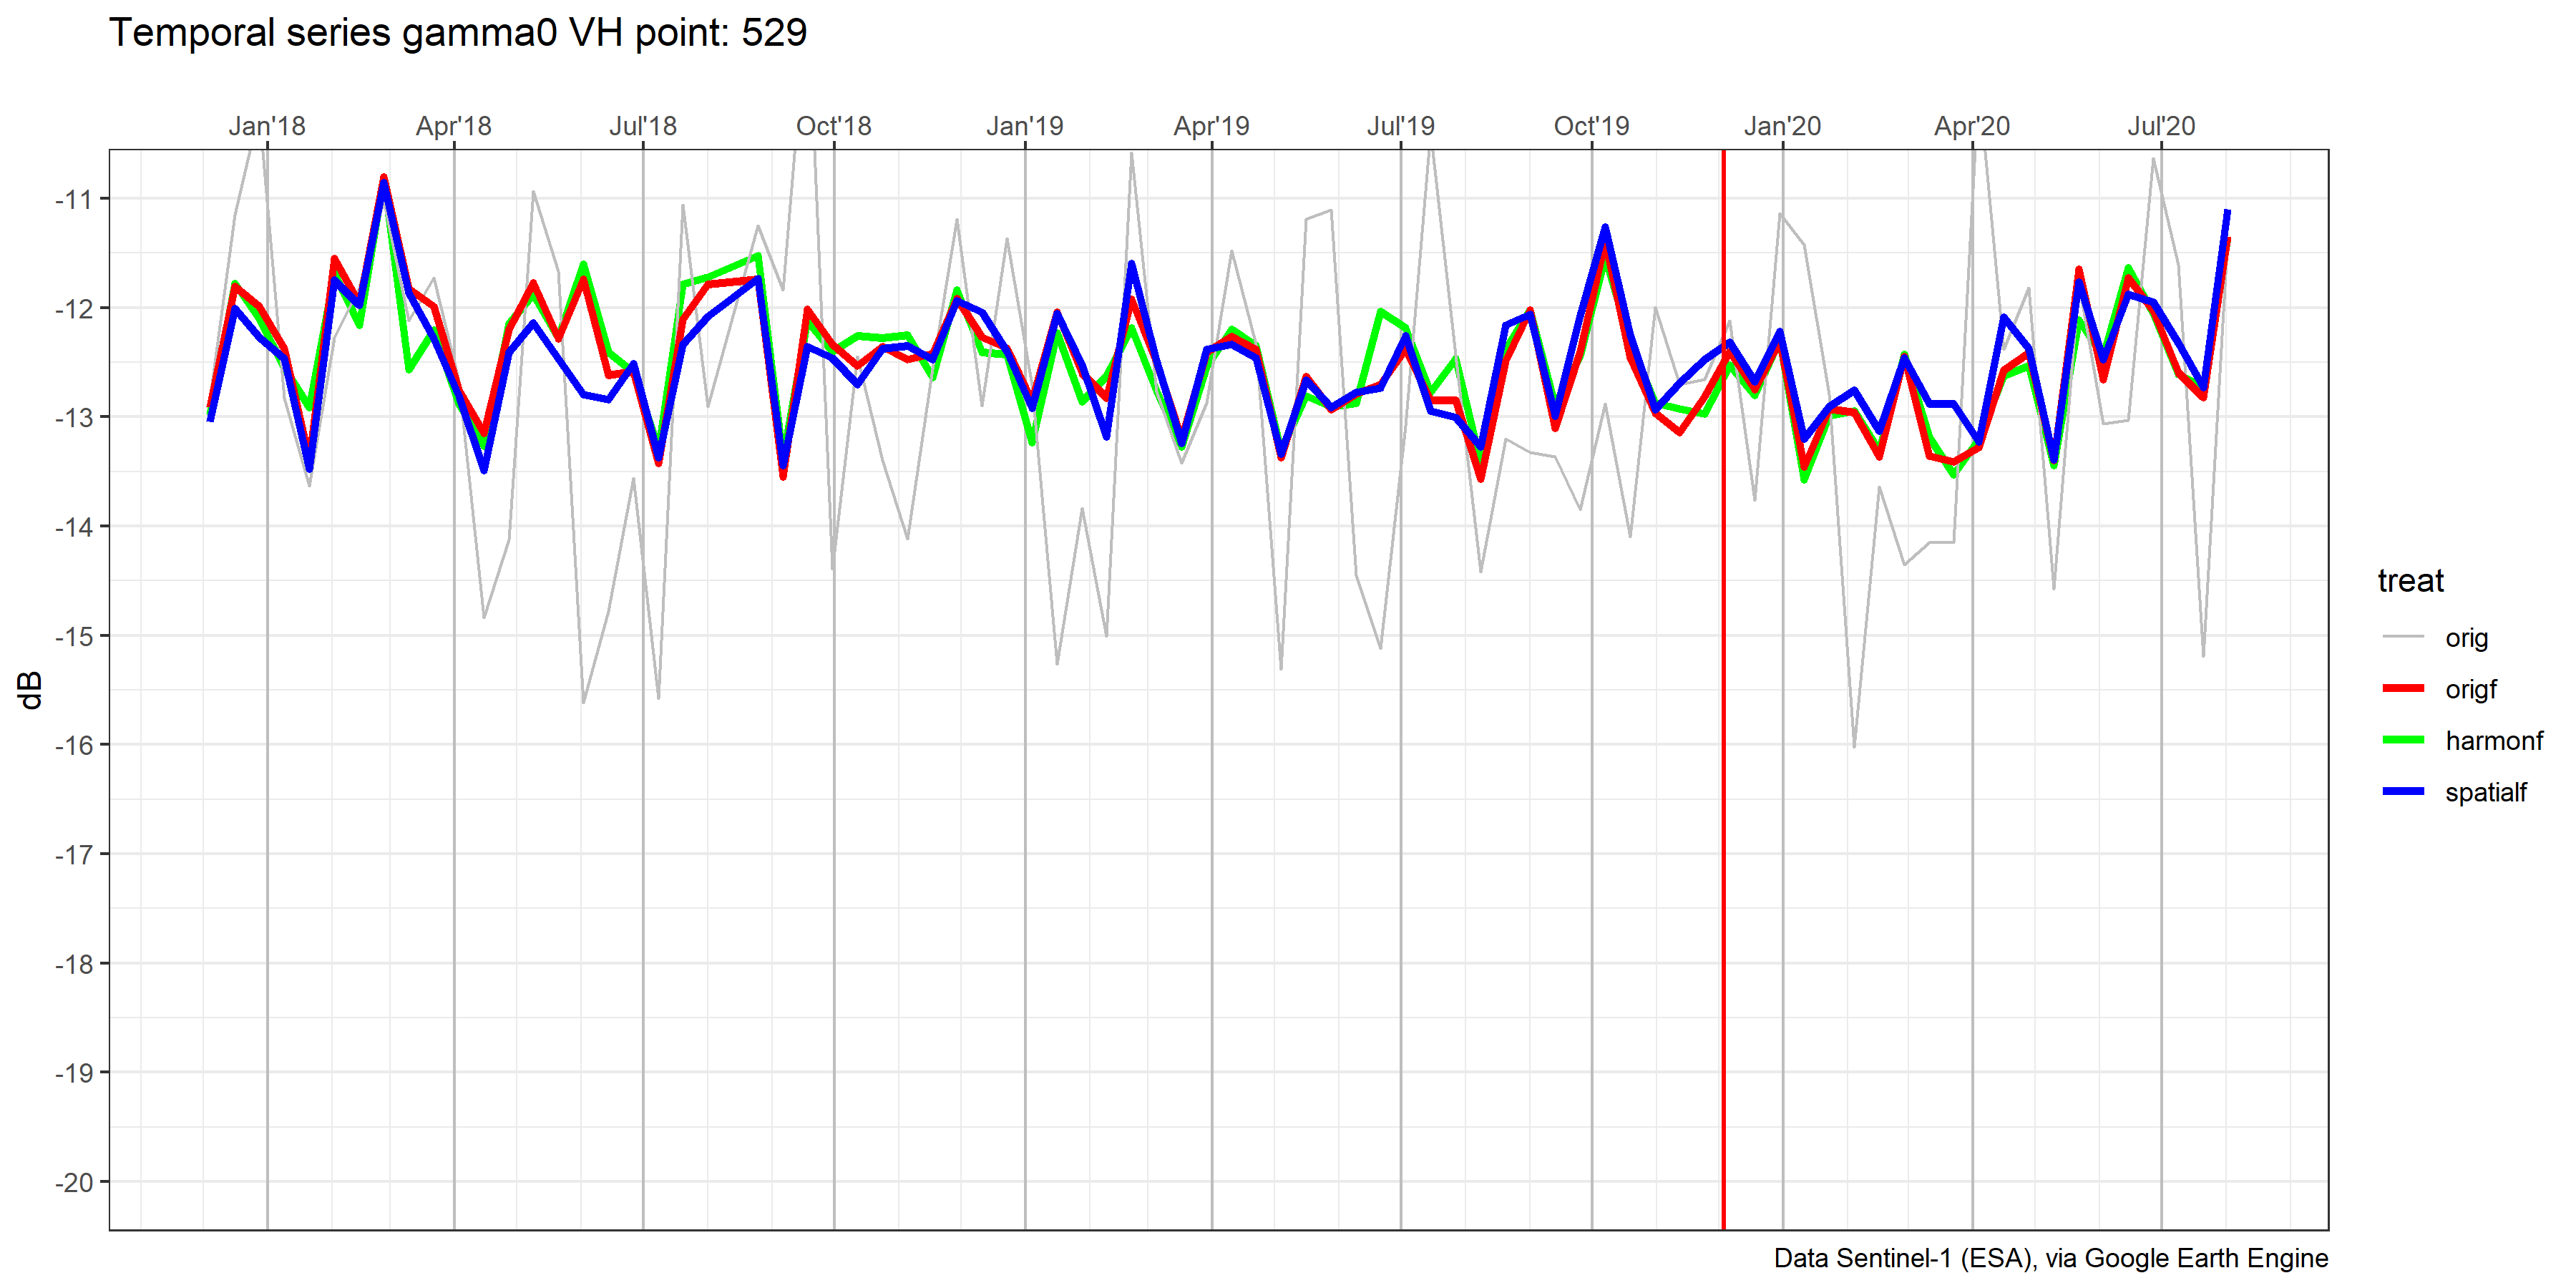 Temporal series gamma0 VH point: 529
Jan'18 Apr'18 Jul'18 Oct'18 Jan'19 Apr'19 Jul'19 Oct'19 Jan'20 Apr'20 Jul'20
-11
-12
-13
-14
-15
-16
-17
-18
-19
-20
dB
treat
orig
origf
harmonf
spatialf
Data Sentinel-1 (ESA), via Google Earth Engine